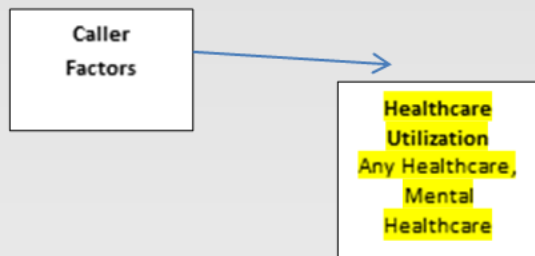 Caller
Factors
Healthcare
Utilization
Any Healthcare,
Mental
Healthcare